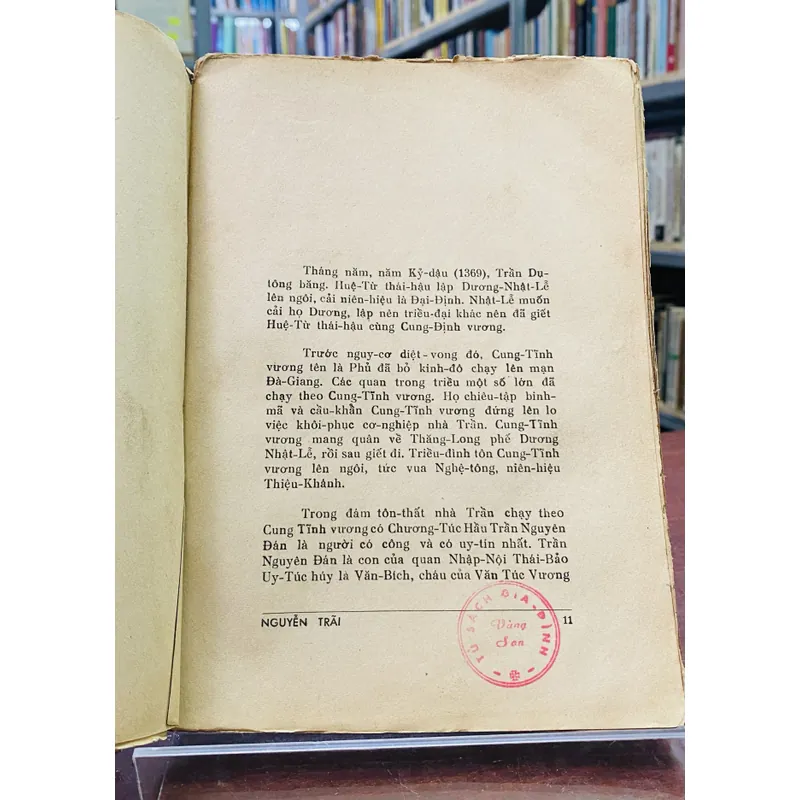 Tháng năm, năm Kỷ-dậu (1369), Trần Dụ-
tông băng. Huệ-Từ thái-hậu lập Dương-Nhật-Lễ
lên ngôi, cải niên-hiệu là Đại-Định. Nhật-Lễ muốn
cải họ Dương, lập nên triều-đại khác nên đã giết
Huệ-Từ thái-hậu cùng Cung-Định vương.
Trước nguy-cơ diệt-vong đó, Cung-Tĩnh
vương tên là Phủ đã bỏ kinh-đô chạy lên mạn
Đà-Giang. Các quan trong triều một số lớn đã
chạy theo Cung-Tĩnh vương. Họ chiêu-tập binh-
mã và cầu-khẩn Cung-Tĩnh vương đứng lên lo
việc khôi-phục cơ-nghiệp nhà Trần. Cung-Tĩnh
vương mang quân về Thăng-Long phế Dương
Nhật-Lễ, rồi sau giết đi. Triều-đình tôn Cung-Tĩnh
vương lên ngôi, tức vua Nghệ-tông, niên-hiệu
Thiệu-Khánh.
Trong đám tôn-thất nhà Trần chạy theo
Cung Tĩnh vương có Chương-Túc Hầu Trần Nguyên
Đán là người có công và có uy-tín nhất. Trần
Nguyên Đán là con của quan Nhập-Nội Thái-Bảo
Uy-Túc húy là Văn-Bích, cháu của Văn Túc Vương
NGUYỄN TRÃI 11
TỦ SÁCH GIA-ĐÌNH
Vàng
Son